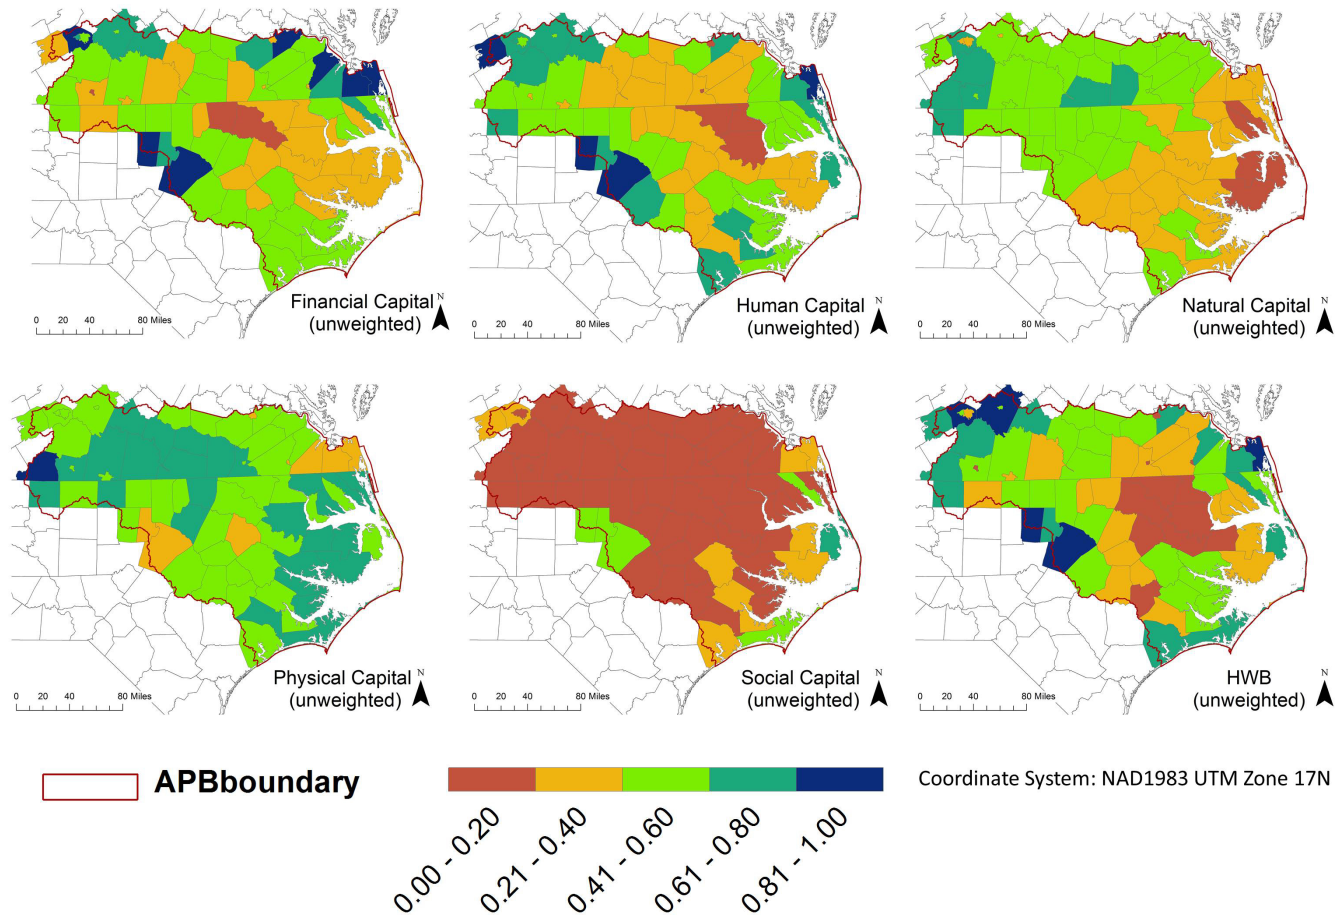 Financial Capital
(unweighted)
N
0 20 40 80 Miles
Human Capital
(unweighted)
N
0 20 40 80 Miles
Natural Capital
(unweighted)
N
0 20 40 80 Miles
Physical Capital
(unweighted)
N
0 20 40 80 Miles
Social Capital
(unweighted)
N
0 20 40 80 Miles
HWB
(unweighted)
N
0 20 40 80 Miles
APBboundary
Coordinate System: NAD1983 UTM Zone 17N
0.00 - 0.20
0.21 - 0.40
0.41 - 0.60
0.61 - 0.80
0.81 - 1.00